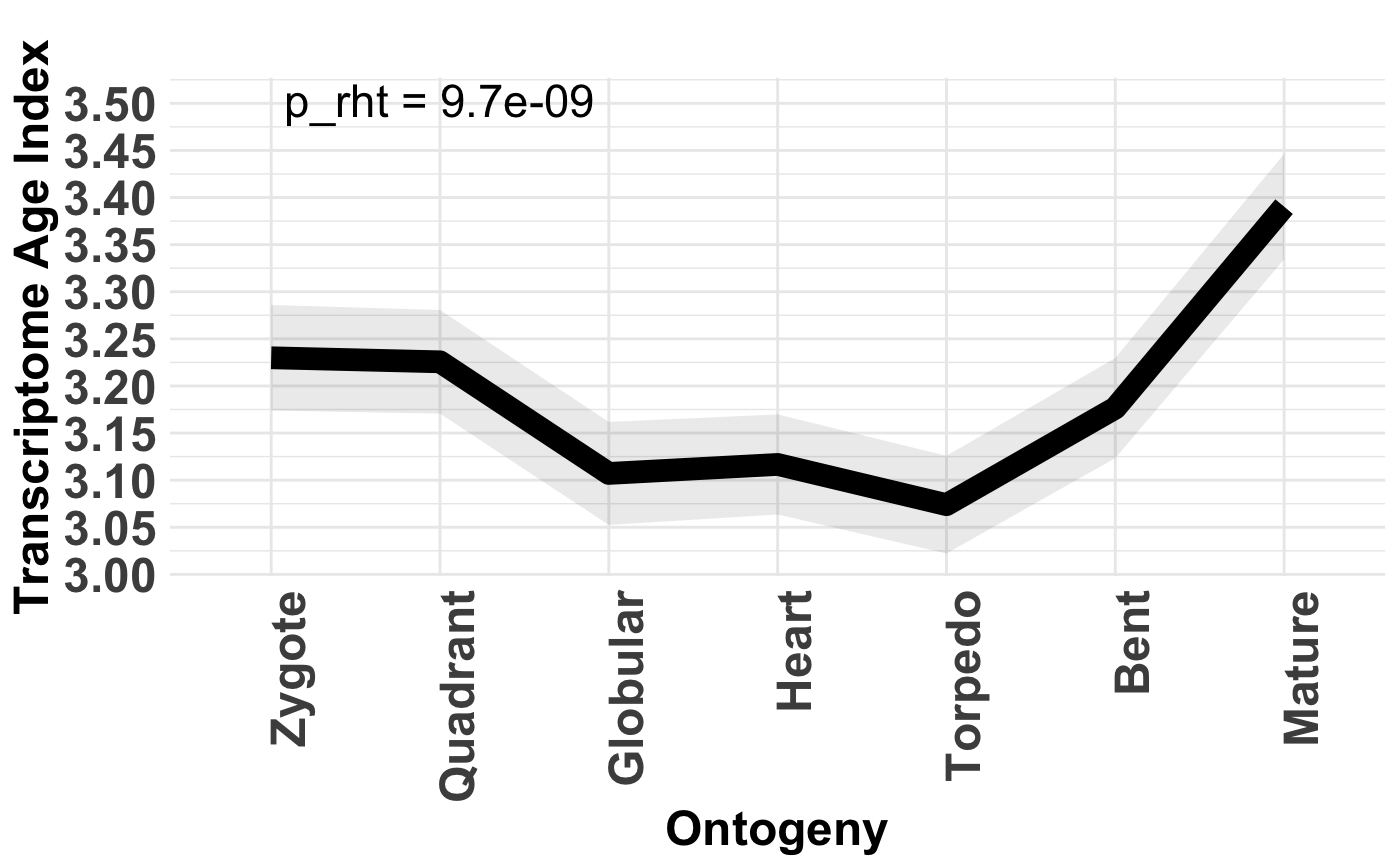 Transcriptome Age Index
3.50
3.45
3.40
3.35
3.30
3.25
3.20
3.15
3.10
3.05
3.00
p_rht = 9.7e-09
Zygote
Quadrant
Globular
Heart
Torpedo
Bent
Mature
Ontogeny